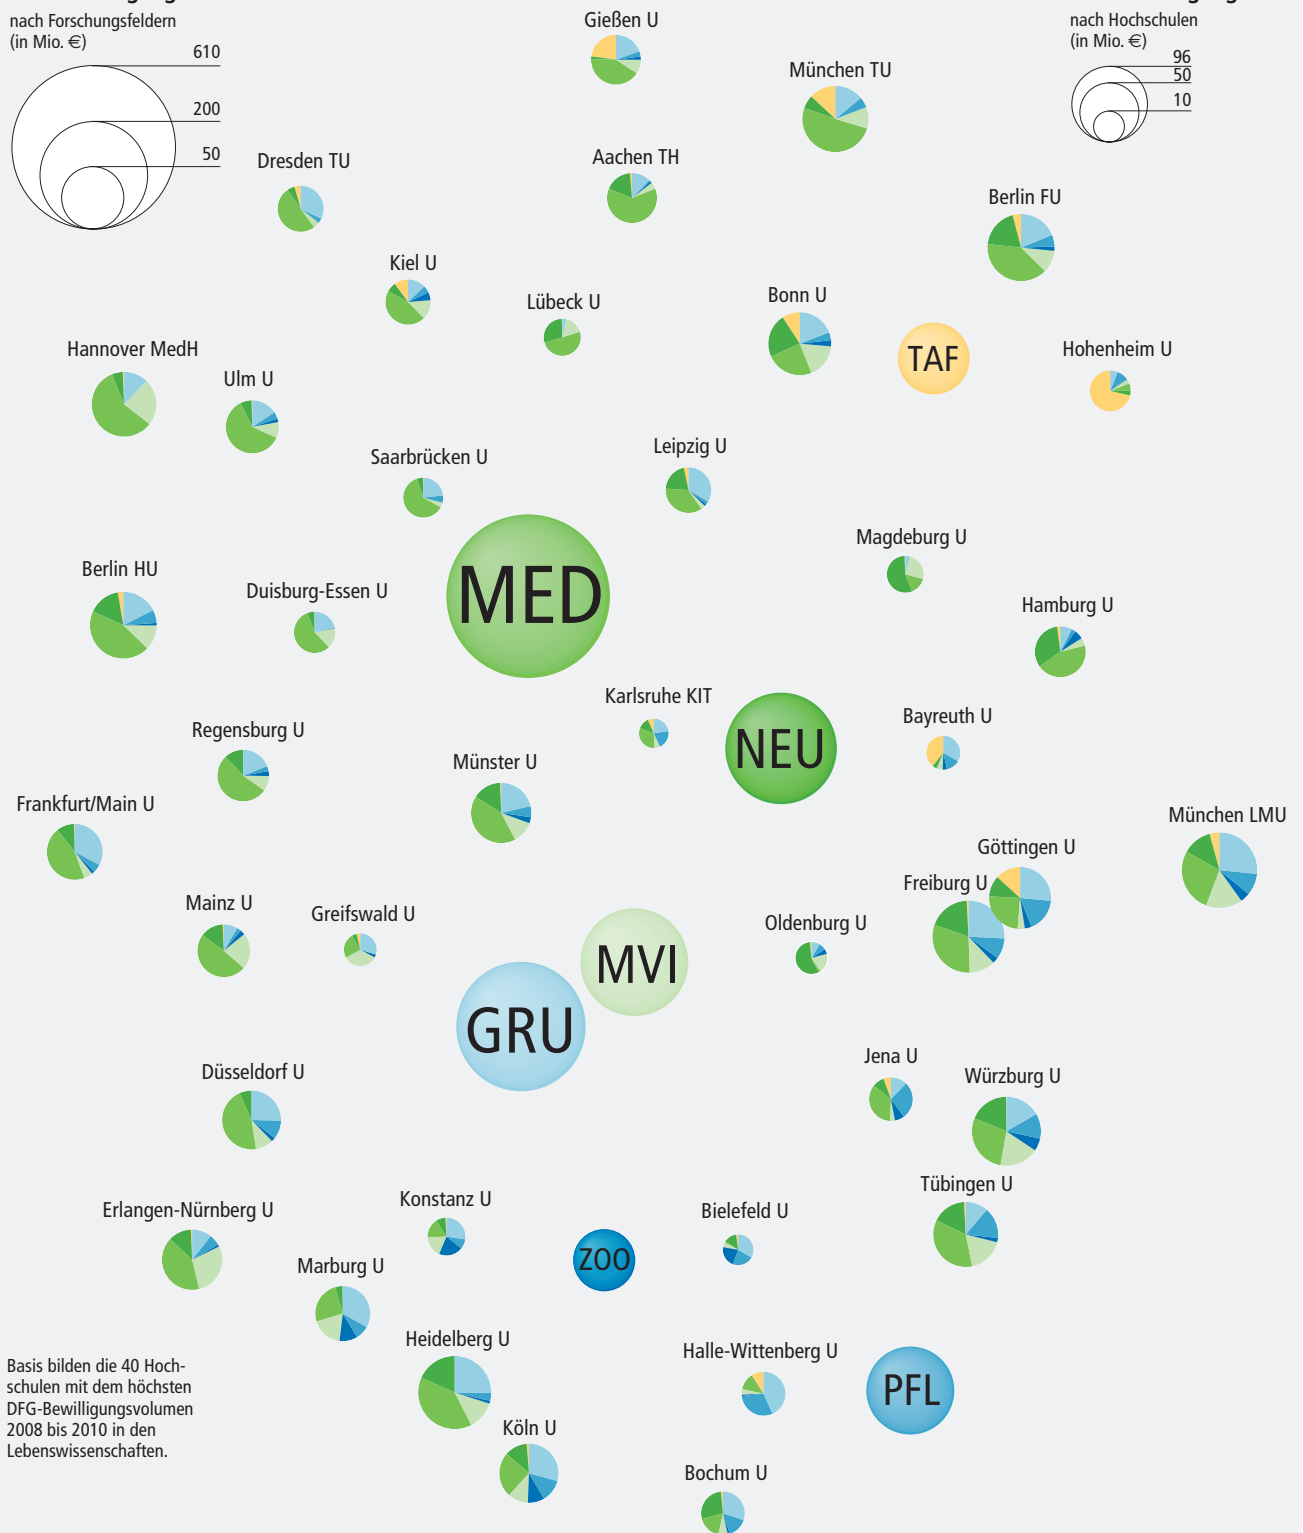 nach Forschungsfeldern
(in Mio. €)
610
200
50
nach Hochschulen
(in Mio. €)
96
50
10
Gießen U
München TU
Dresden TU
Aachen TH
Berlin FU
Kiel U
Lübeck U
Bonn U
Hannover MedH
Ulm U
TAF
Hohenheim U
Saarbrücken U
Leipzig U
Magdeburg U
Berlin HU
Duisburg-Essen U
MED
Hamburg U
Karlsruhe KIT
Regensburg U
NEU
Bayreuth U
Münster U
Frankfurt/Main U
München LMU
Göttingen U
Freiburg U
Mainz U
Greifswald U
Oldenburg U
MVI
GRU
Jena U
Düsseldorf U
Würzburg U
Tübingen U
Erlangen-Nürnberg U
Konstanz U
Bielefeld U
ZOO
Marburg U
Heidelberg U
Halle-Wittenberg U
PFL
Basis bilden die 40 Hoch-
schulen mit dem höchsten
DFG-Bewilligungsvolumen
2008 bis 2010 in den
Lebenswissenschaften.
Köln U
Bochum U